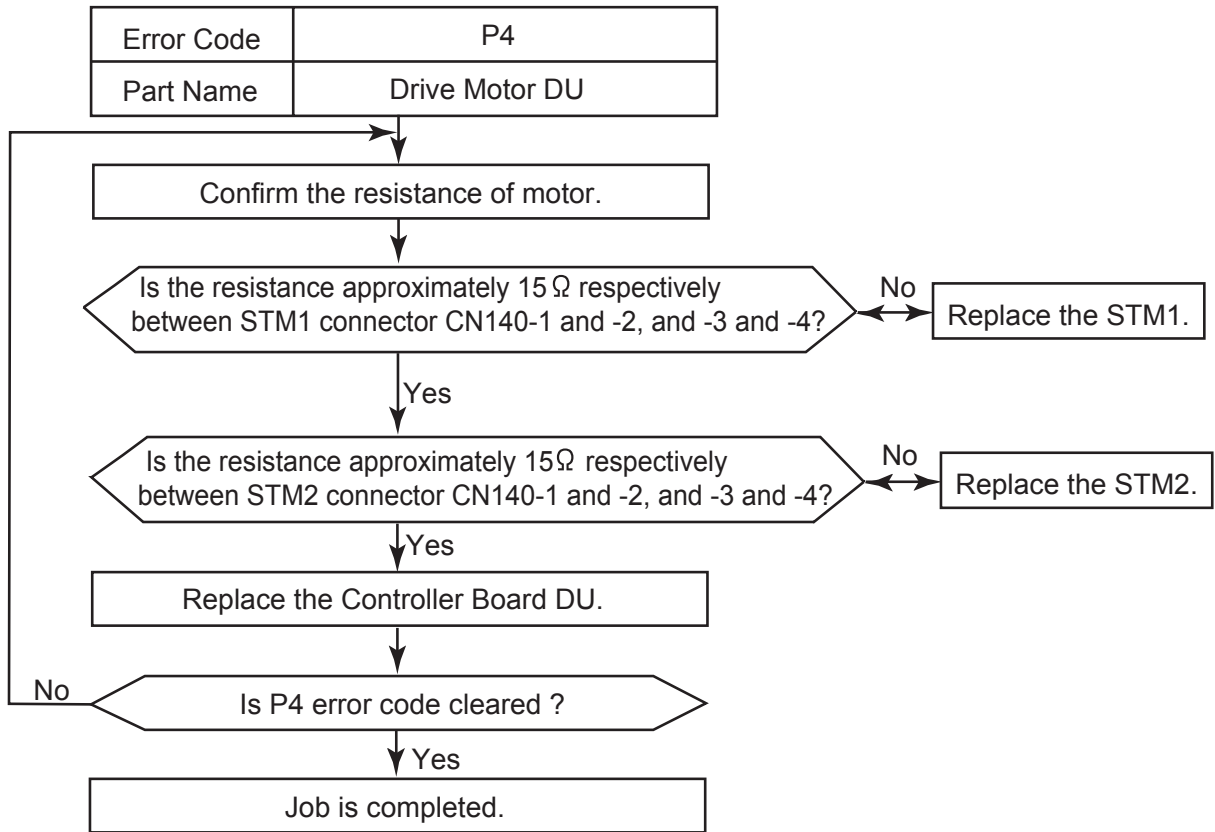 Error Code P4
Part Name Drive Motor DU
Confirm the resistance of motor.
Is the resistance approximately 15Ω respectively
between STM1 connector CN140-1 and -2, and -3 and -4?
No
Replace the STM1.
Yes
Is the resistance approximately 15Ω respectively
between STM2 connector CN140-1 and -2, and -3 and -4?
No
Replace the STM2.
Yes
Replace the Controller Board DU.
No
Is P4 error code cleared ?
Yes
Job is completed.